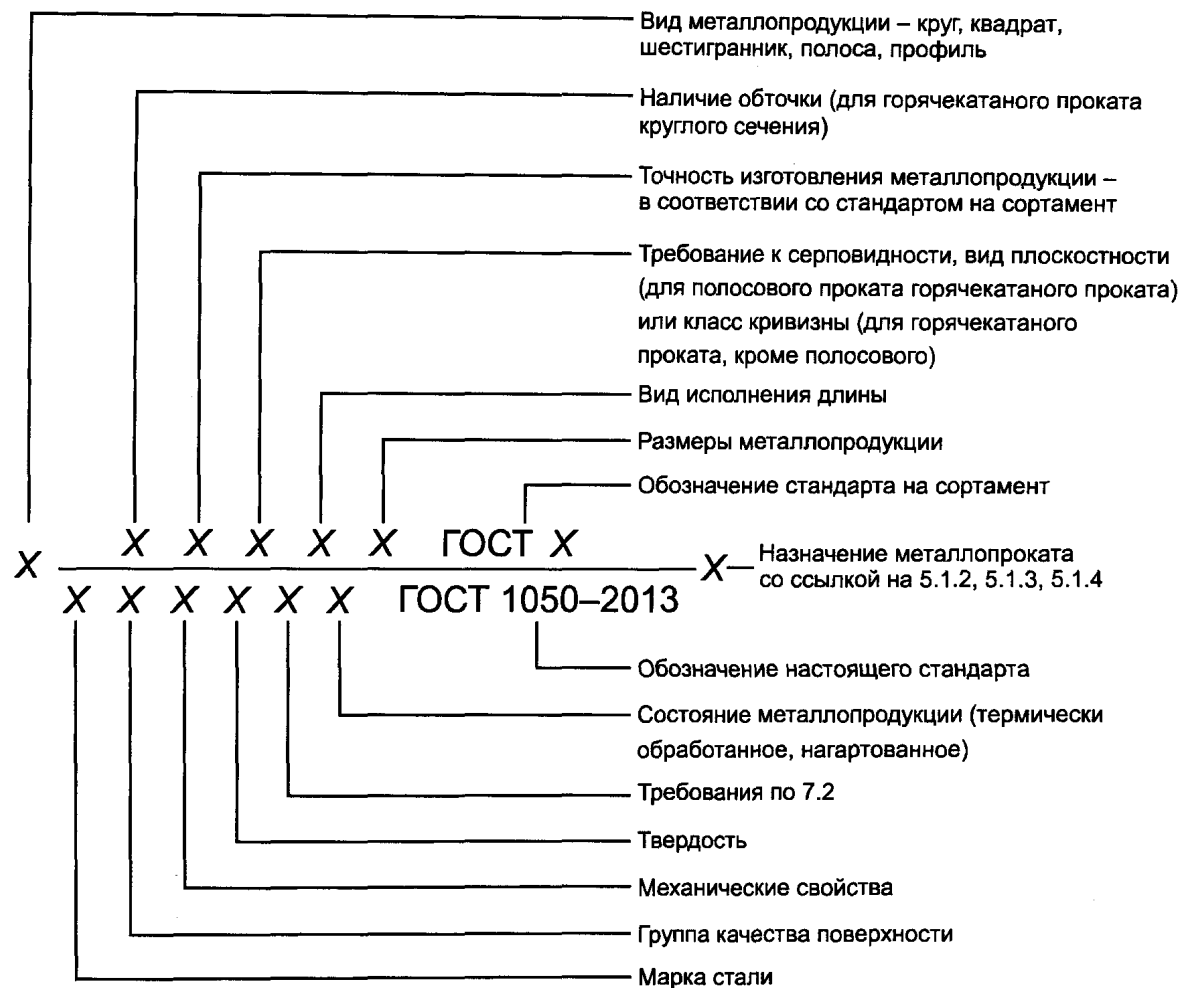 Вид металлопродукции – круг, квадрат,
шестигранник, полоса, профиль
Наличие обточки (для горячекатаного проката
круглого сечения)
Точность изготовления металлопродукции –
в соответствии со стандартом на сортамент
Требование к серповидности, вид плоскостности
(для полосового проката горячекатаного проката)
или класс кривизны (для горячекатаного
проката, кроме полосового)
Вид исполнения длины
Размеры металлопродукции
Обозначение стандарта на сортамент
X X X X X ГОСТ X
X
X
Назначение металлопроката
со ссылкой на 5.1.2, 5.1.3, 5.1.4
X X X X X X ГОСТ 1050–2013
Обозначение настоящего стандарта
Состояние металлопродукции (термически
обработанное, нагартованное)
Требования по 7.2
Твердость
Механические свойства
Группа качества поверхности
Марка стали